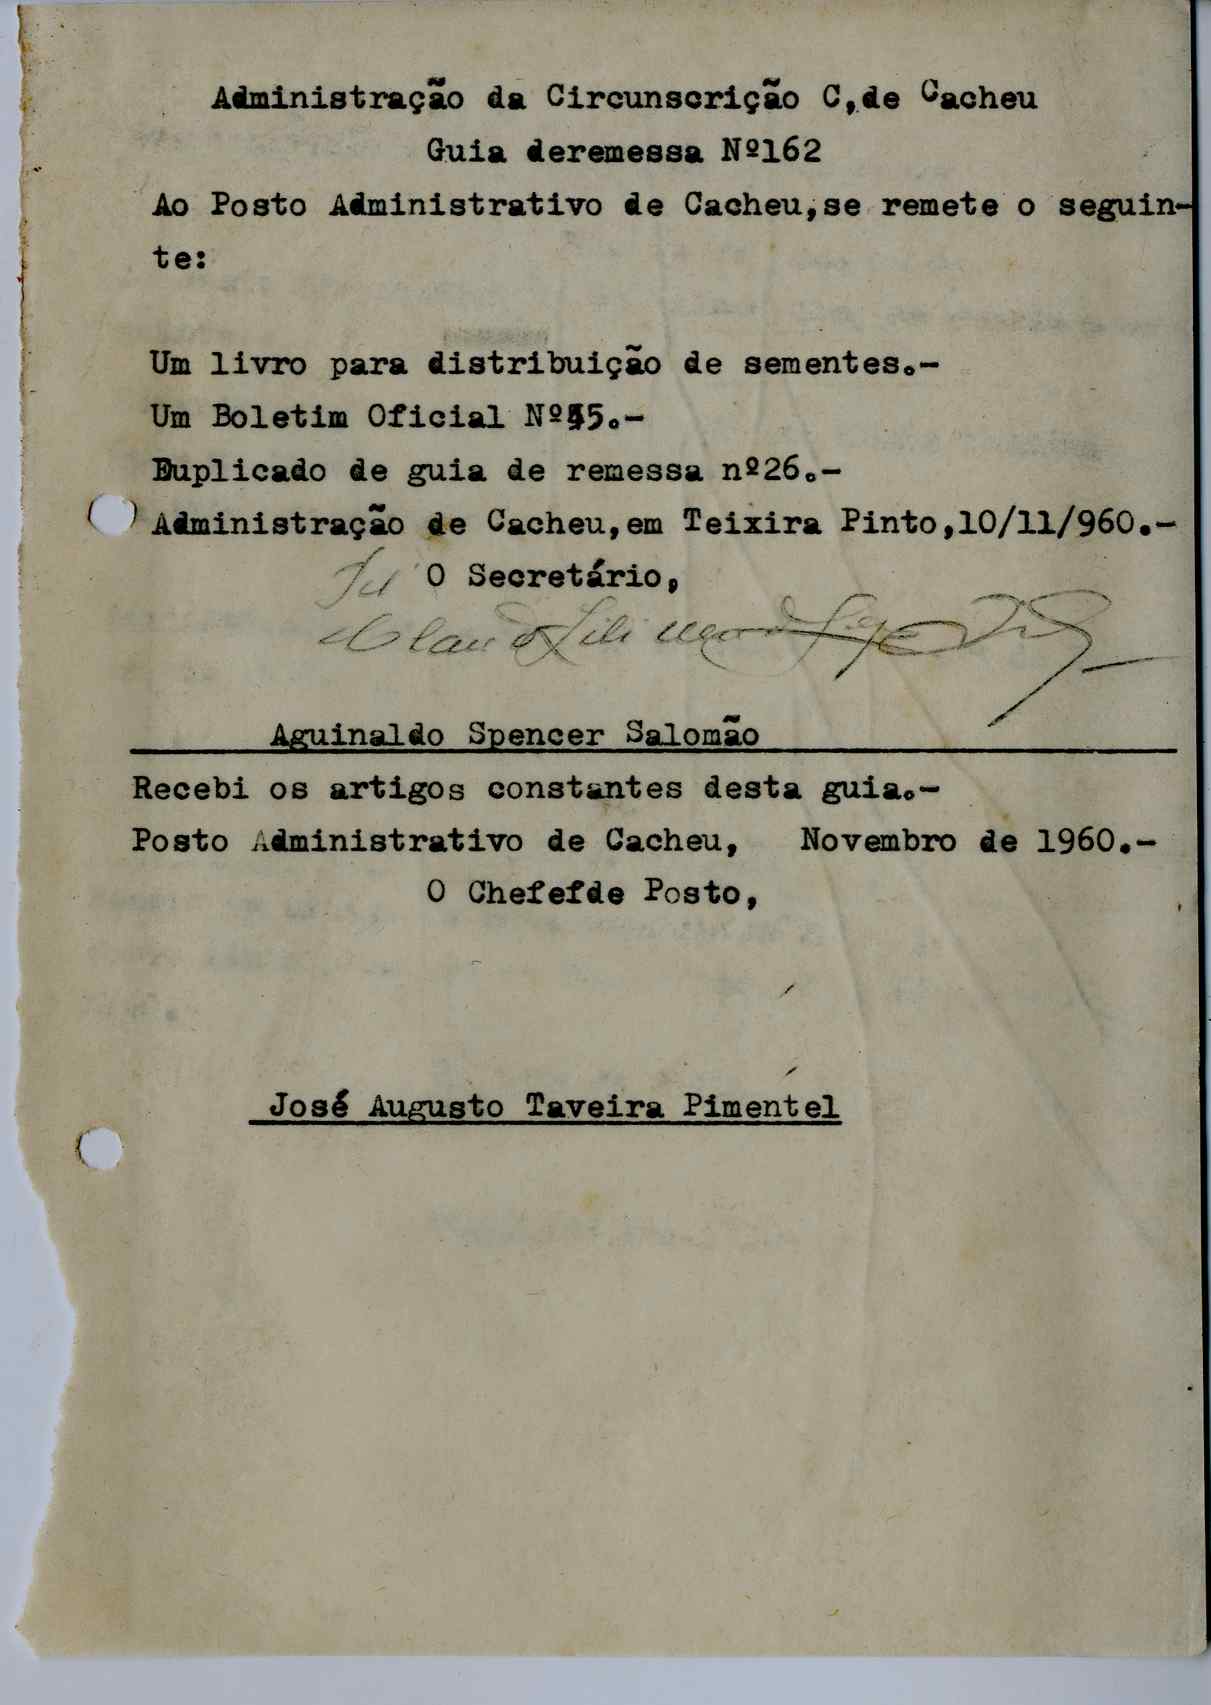 Administração da Circunscrição C,de Cacheu
Guia deremessa Nº162
Ao Posto Administrativo de Cacheu,se remete o seguin-
te:
Um livro para distribuição de sementes.-
Um Boletim Oficial Nº45.-
Duplicado de guia de remessa nº26.-
Administração de Cacheu,em Teixira Pinto,10/11/960.-
O Secretário,
Aguinaldo Spencer Salomão
Recebi os artigos constantes desta guia.-
Posto Administrativo de Cacheu, Novembro de 1960.-
O Chefefde Posto,
José Augusto Taveira Pimentel